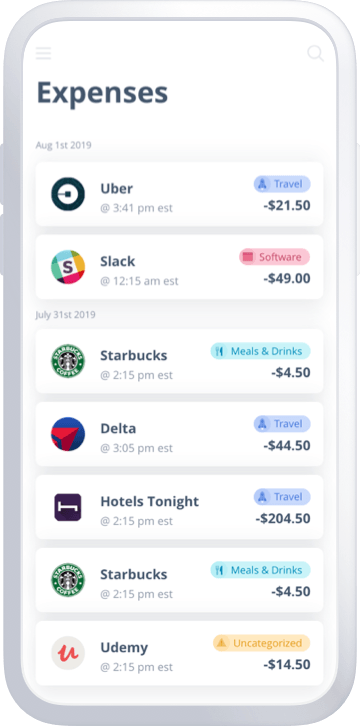 Expenses
Aug 1st 2019
Uber
Travel
@ 3:41 pm est
-$21.50
Slack
Software
@ 12:15 am est
-$49.00
July 31st 2019
Starbucks
Meals & Drinks
@ 2:15 pm est
-$4.50
Delta
Travel
@ 3:05 pm est
-$44.50
Hotels Tonight
Travel
@ 2:15 pm est
-$204.50
Starbucks
Meals & Drinks
@ 2:15 pm est
-$4.50
Udemy
Uncategorized
@ 2:15 pm est
-$14.50